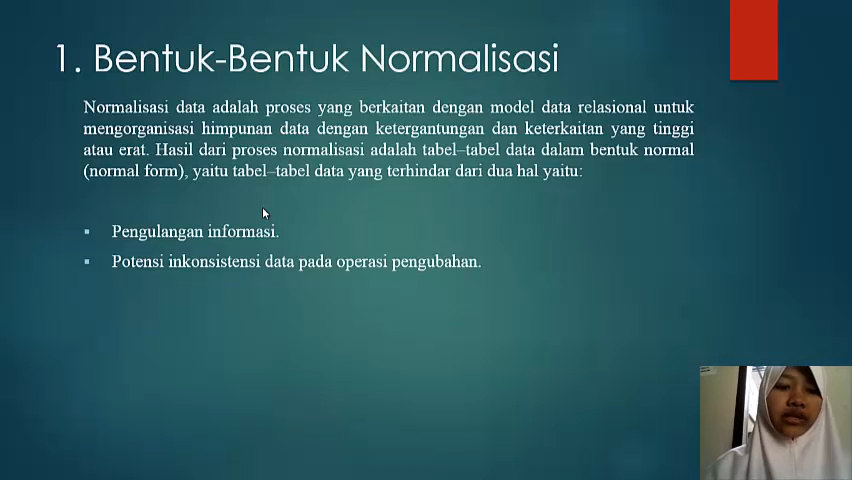 1. Bentuk-Bentuk Normalisasi
Normalisasi data adalah proses yang berkaitan dengan model data relasional untuk
mengorganisasi himpunan data dengan ketergantungan dan keterkaitan yang tinggi
atau erat. Hasil dari proses normalisasi adalah tabel–tabel data dalam bentuk normal
(normal form), yaitu tabel–tabel data yang terhindar dari dua hal yaitu:
▪ Pengulangan informasi.
▪ Potensi inkonsistensi data pada operasi pengubahan.